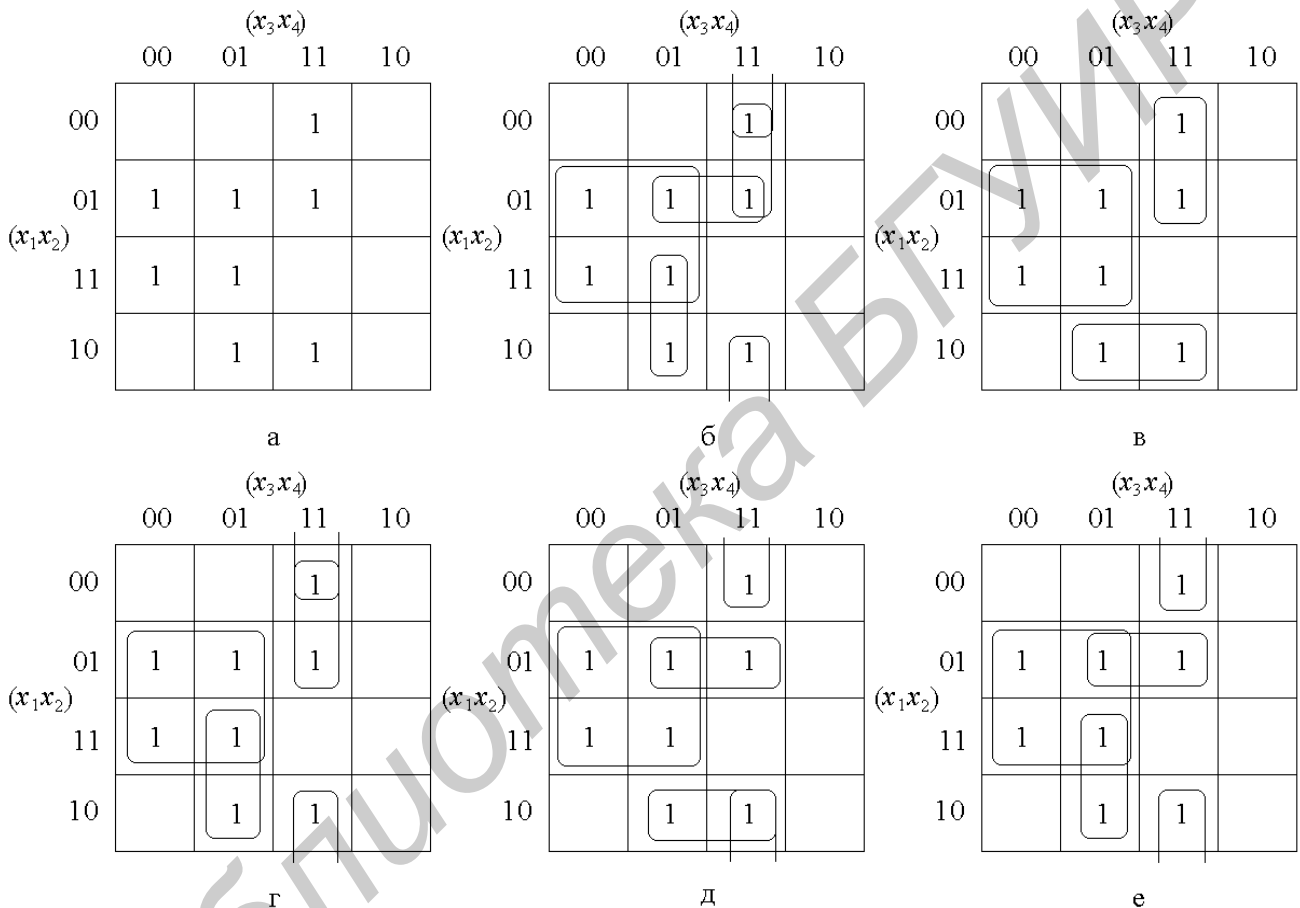 (x₃x₄) (x₃x₄) (x₃x₄)
00 01 11 10 00 01 11 10 00 01 11 10
00 1 00 1 00 1
01 1 1 1 01 1 1 1 01 1 1 1
(x₁x₂) (x₁x₂) (x₁x₂)
11 1 1 11 1 1 11 1 1
10 1 1 10 1 1 10 1 1
а б в
(x₃x₄) (x₃x₄) (x₃x₄)
00 01 11 10 00 01 11 10 00 01 11 10
00 1 00 1 00 1
01 1 1 1 01 1 1 1 01 1 1 1
(x₁x₂) (x₁x₂) (x₁x₂)
11 1 1 11 1 1 11 1 1
10 1 1 10 1 1 10 1 1
г д е
блиотека БГУИР